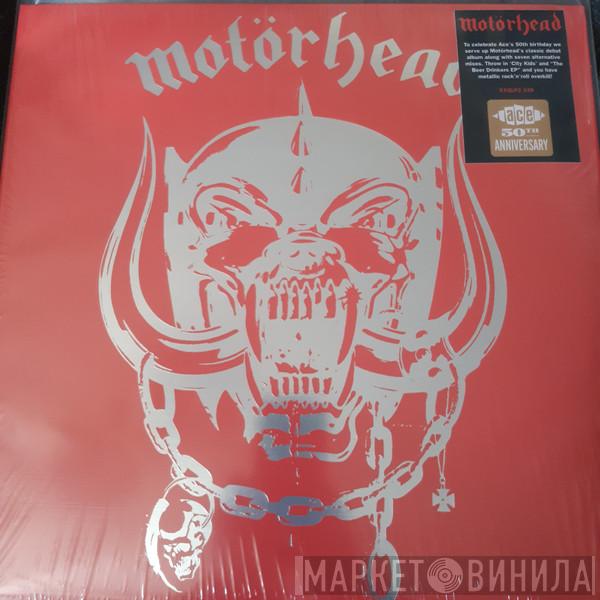 motörhead
motörhead
To celebrate Ace's 50th birthday we
serve up Motörhead's classic debut
album along with seven alternative
mixes. Throw in 'City Kids' and "The
Beer Drinkers EP" and you have
metallic rock'n'roll overkill!
ace
50TH
ANNIVERSARY
МАРКЕТ ВИНИЛА